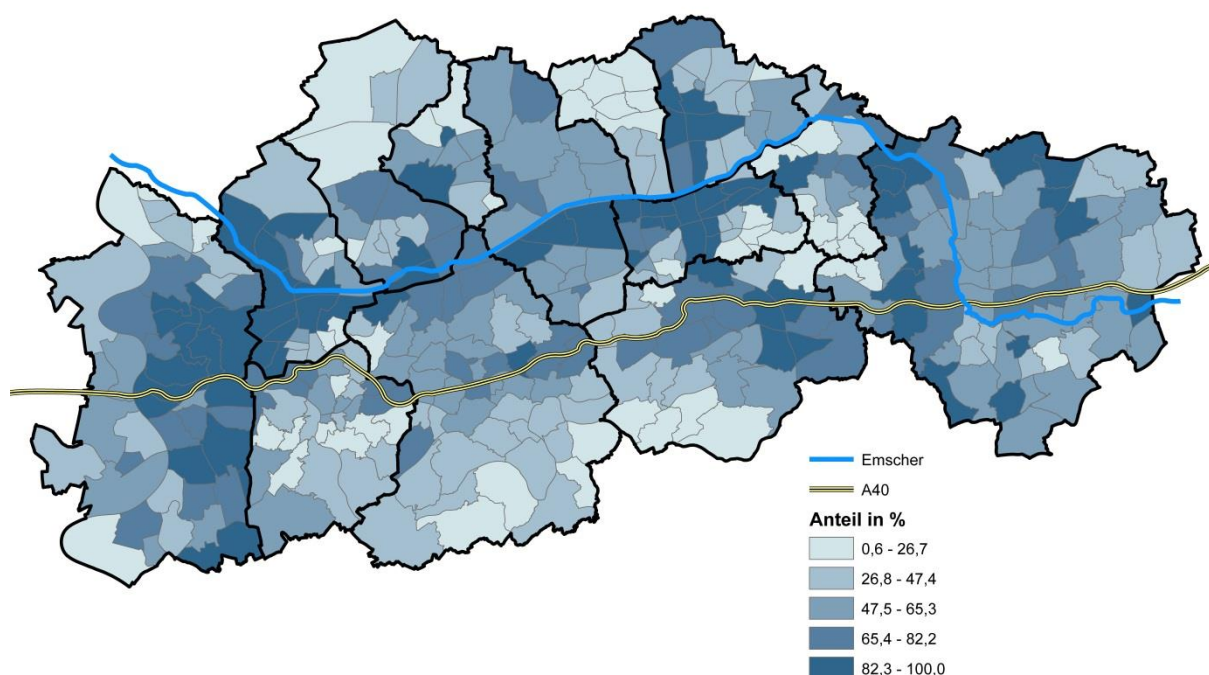 Emscher
A40
Anteil in %
0,6 - 26,7
26,8 - 47,4
47,5 - 65,3
65,4 - 82,2
82,3 - 100,0